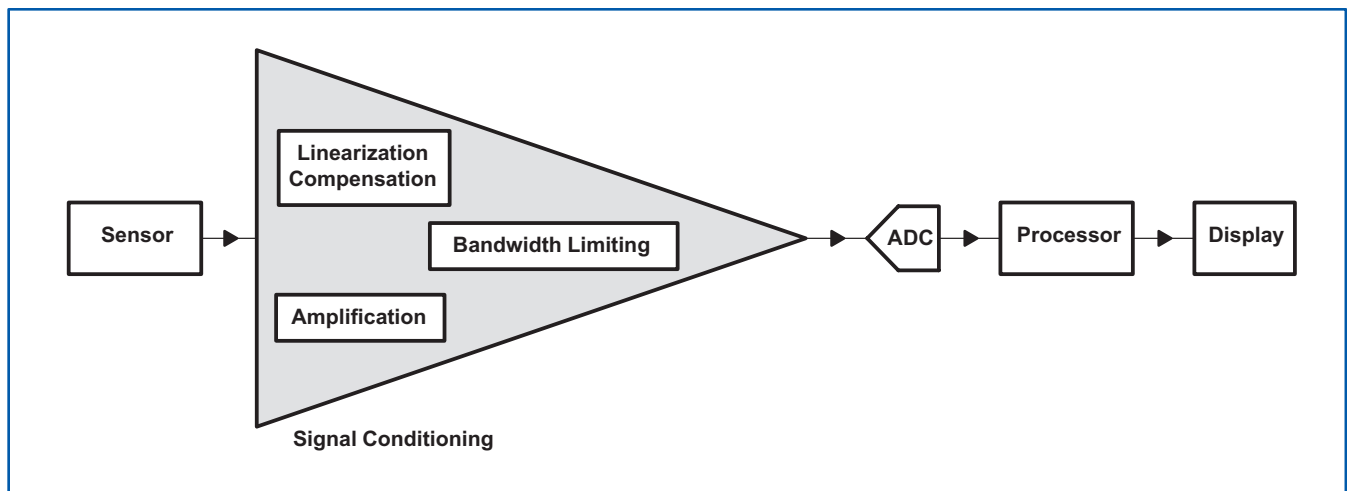 Sensor
Linearization
Compensation
Bandwidth Limiting
Amplification
Signal Conditioning
ADC
Processor
Display